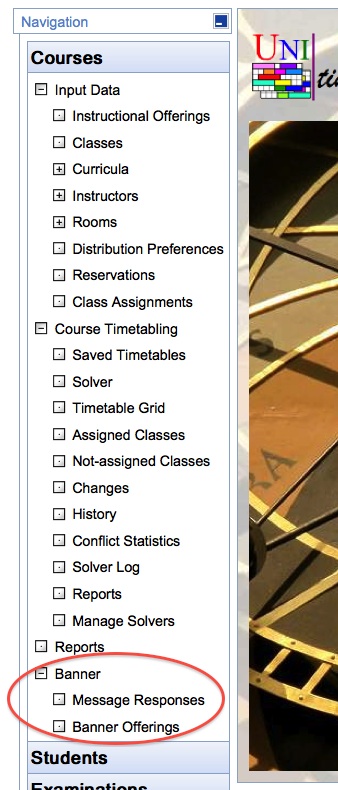 Navigation
Courses
Input Data
Instructional Offerings
Classes
Curricula
Instructors
Rooms
Distribution Preferences
Reservations
Class Assignments
Course Timetabling
Saved Timetables
Solver
Timetable Grid
Assigned Classes
Not-assigned Classes
Changes
History
Conflict Statistics
Solver Log
Reports
Manage Solvers
Reports
Banner
Message Responses
Banner Offerings
Students
Examinations
UNI